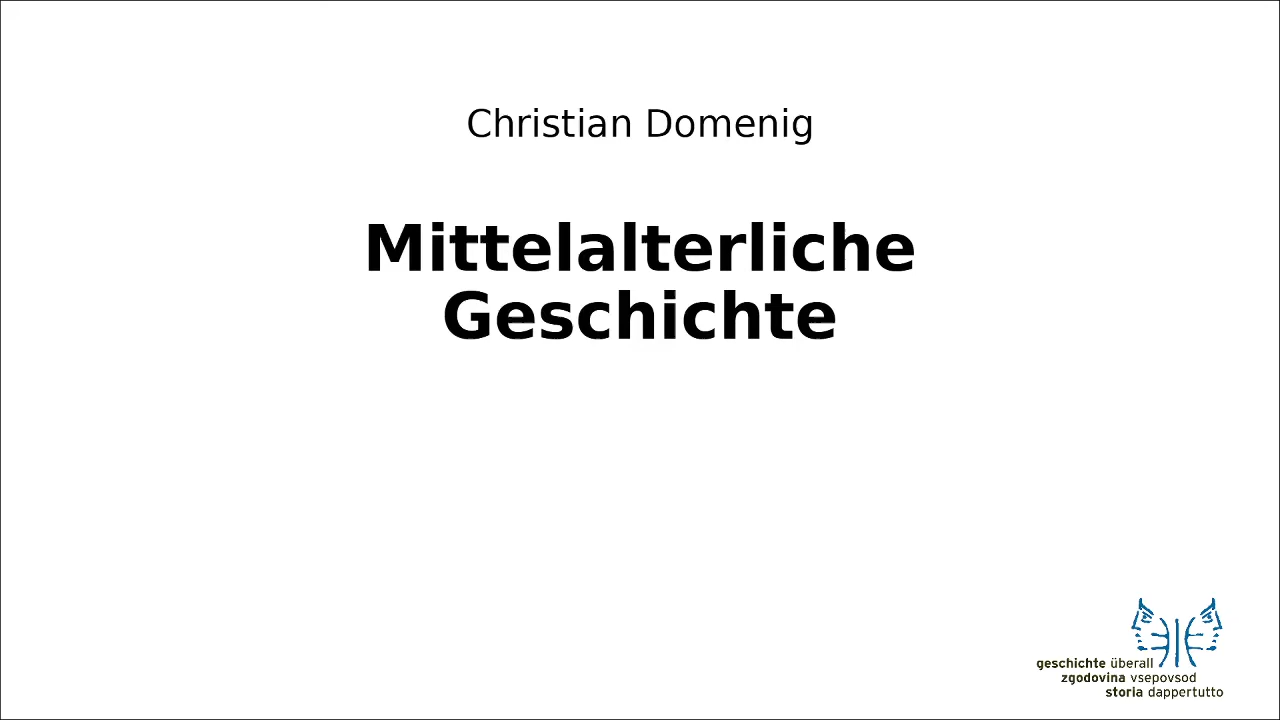 Christian Domenig
Mittelalterliche
Geschichte
geschichte überall
zgodovina vsepovsod
storia dappertutto